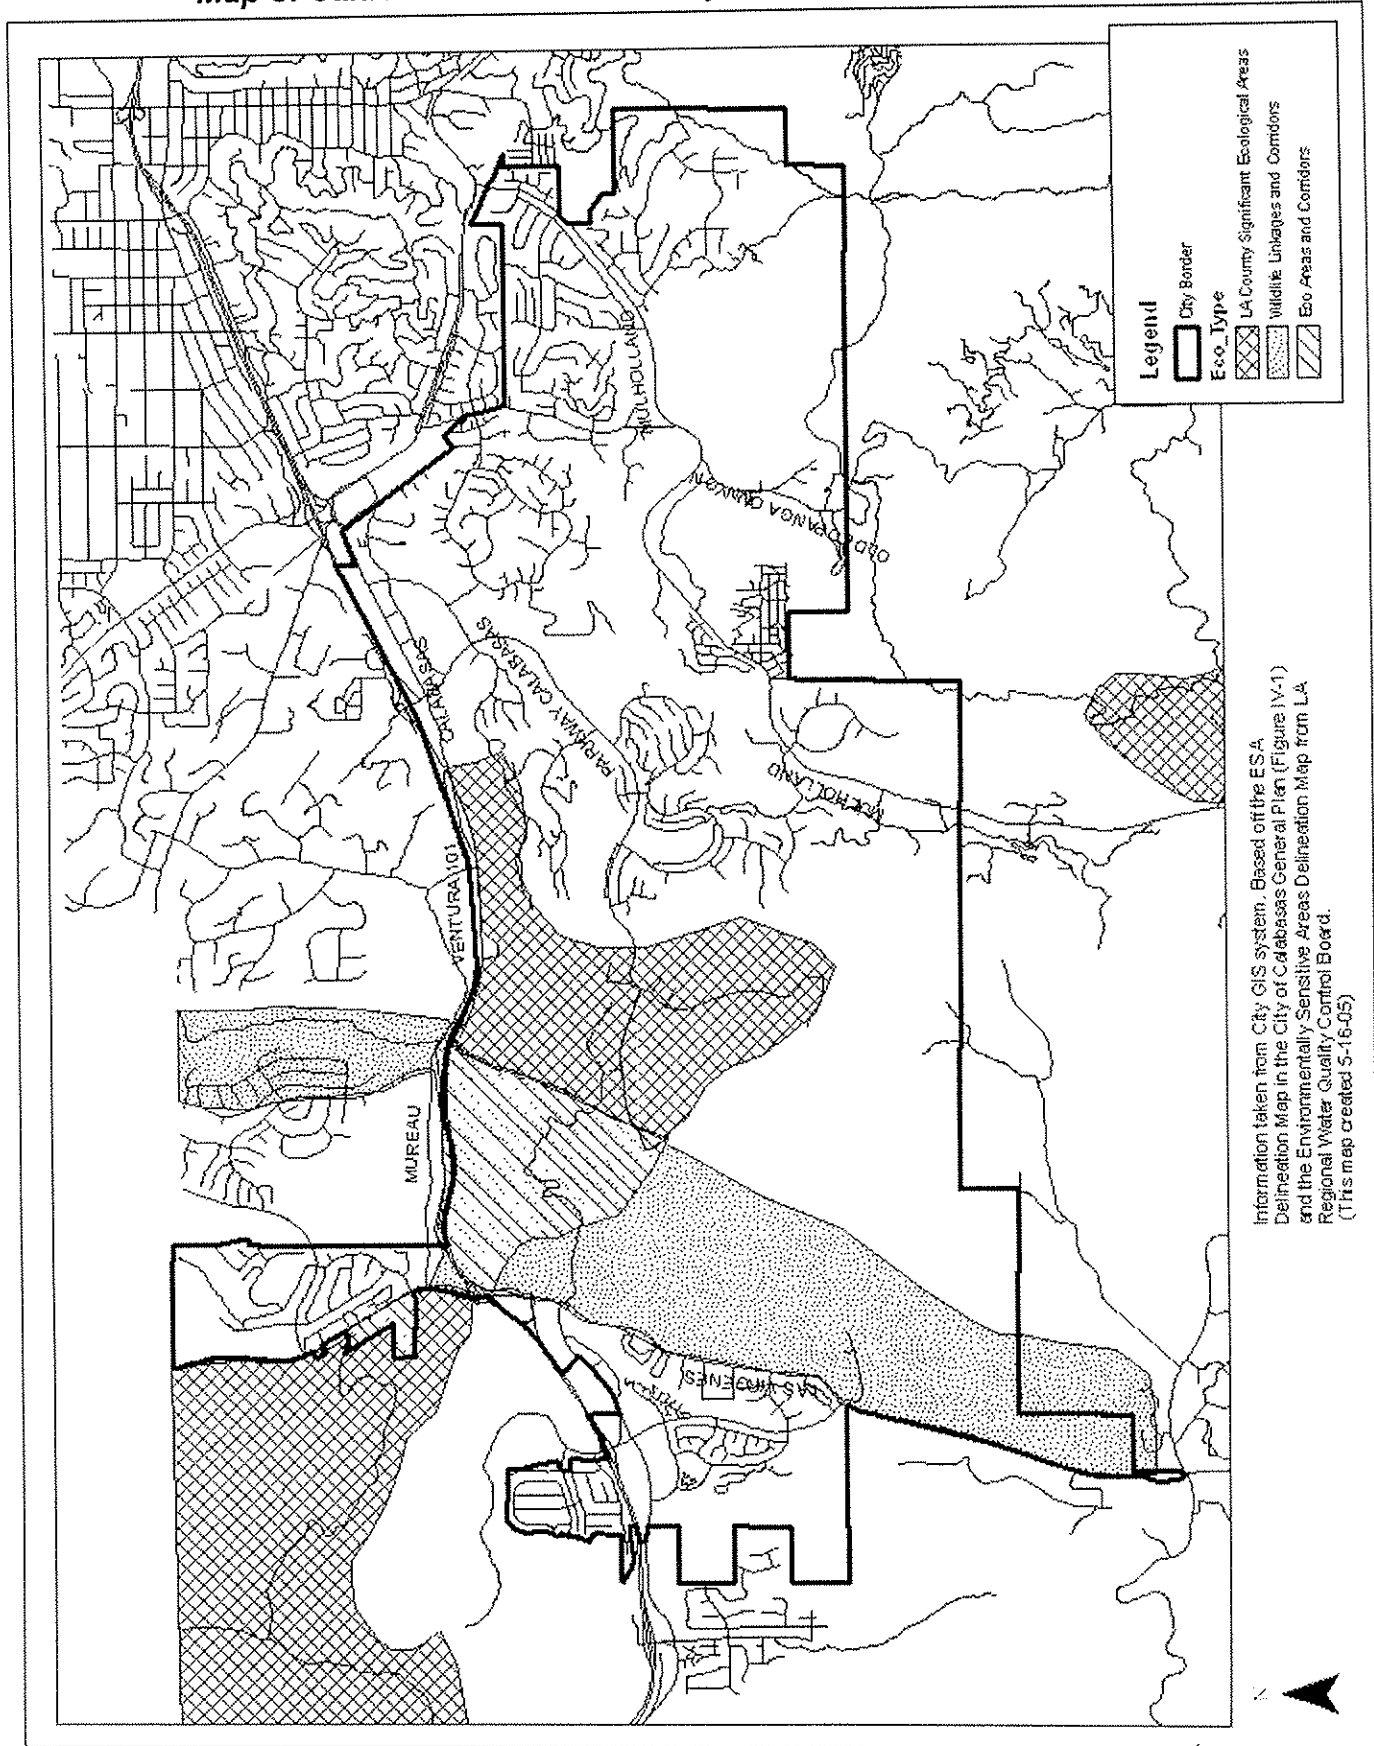 VENTURA 101
MUREAU
CALABASAS
PARKWAY CALABASAS
MULHOLLAND
MULHOLLAND
OLD TOPANGA CANYON
LAS VIRGENES
Legend
City Border
Eco_Type
LA County Significant Ecological Areas
Wildlife Linkages and Corridors
Eco Areas and Corridors
Information taken from City GIS system. Based off the ESA
Delineation Map in the City of Calabasas General Plan (Figure IV-1)
and the Environmentally Sensitive Areas Delineation Map from LA
Regional Water Quality Control Board.
(This map created 5-16-05)
N